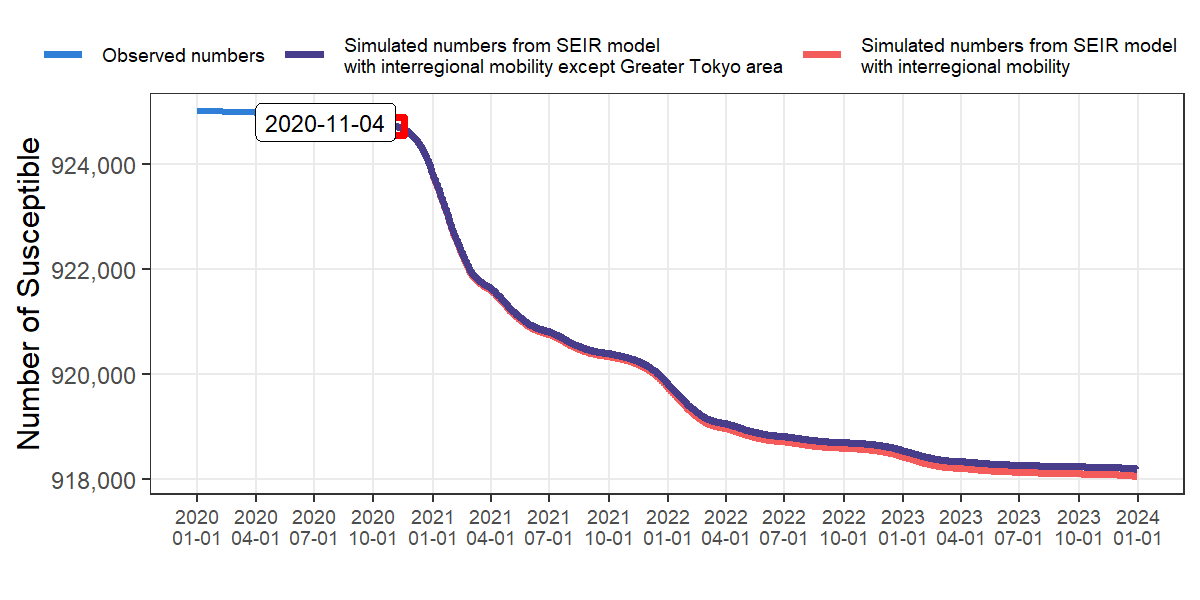 Observed numbers
Simulated numbers from SEIR model
with interregional mobility except Greater Tokyo area
Simulated numbers from SEIR model
with interregional mobility
Number of Susceptible
924,000
922,000
920,000
918,000
2020-11-04
2020 2020 2020 2020 2021 2021 2021 2021 2022 2022 2022 2022 2023 2023 2023 2023 2024
01-01 04-01 07-01 10-01 01-01 04-01 07-01 10-01 01-01 04-01 07-01 10-01 01-01 04-01 07-01 10-01 01-01